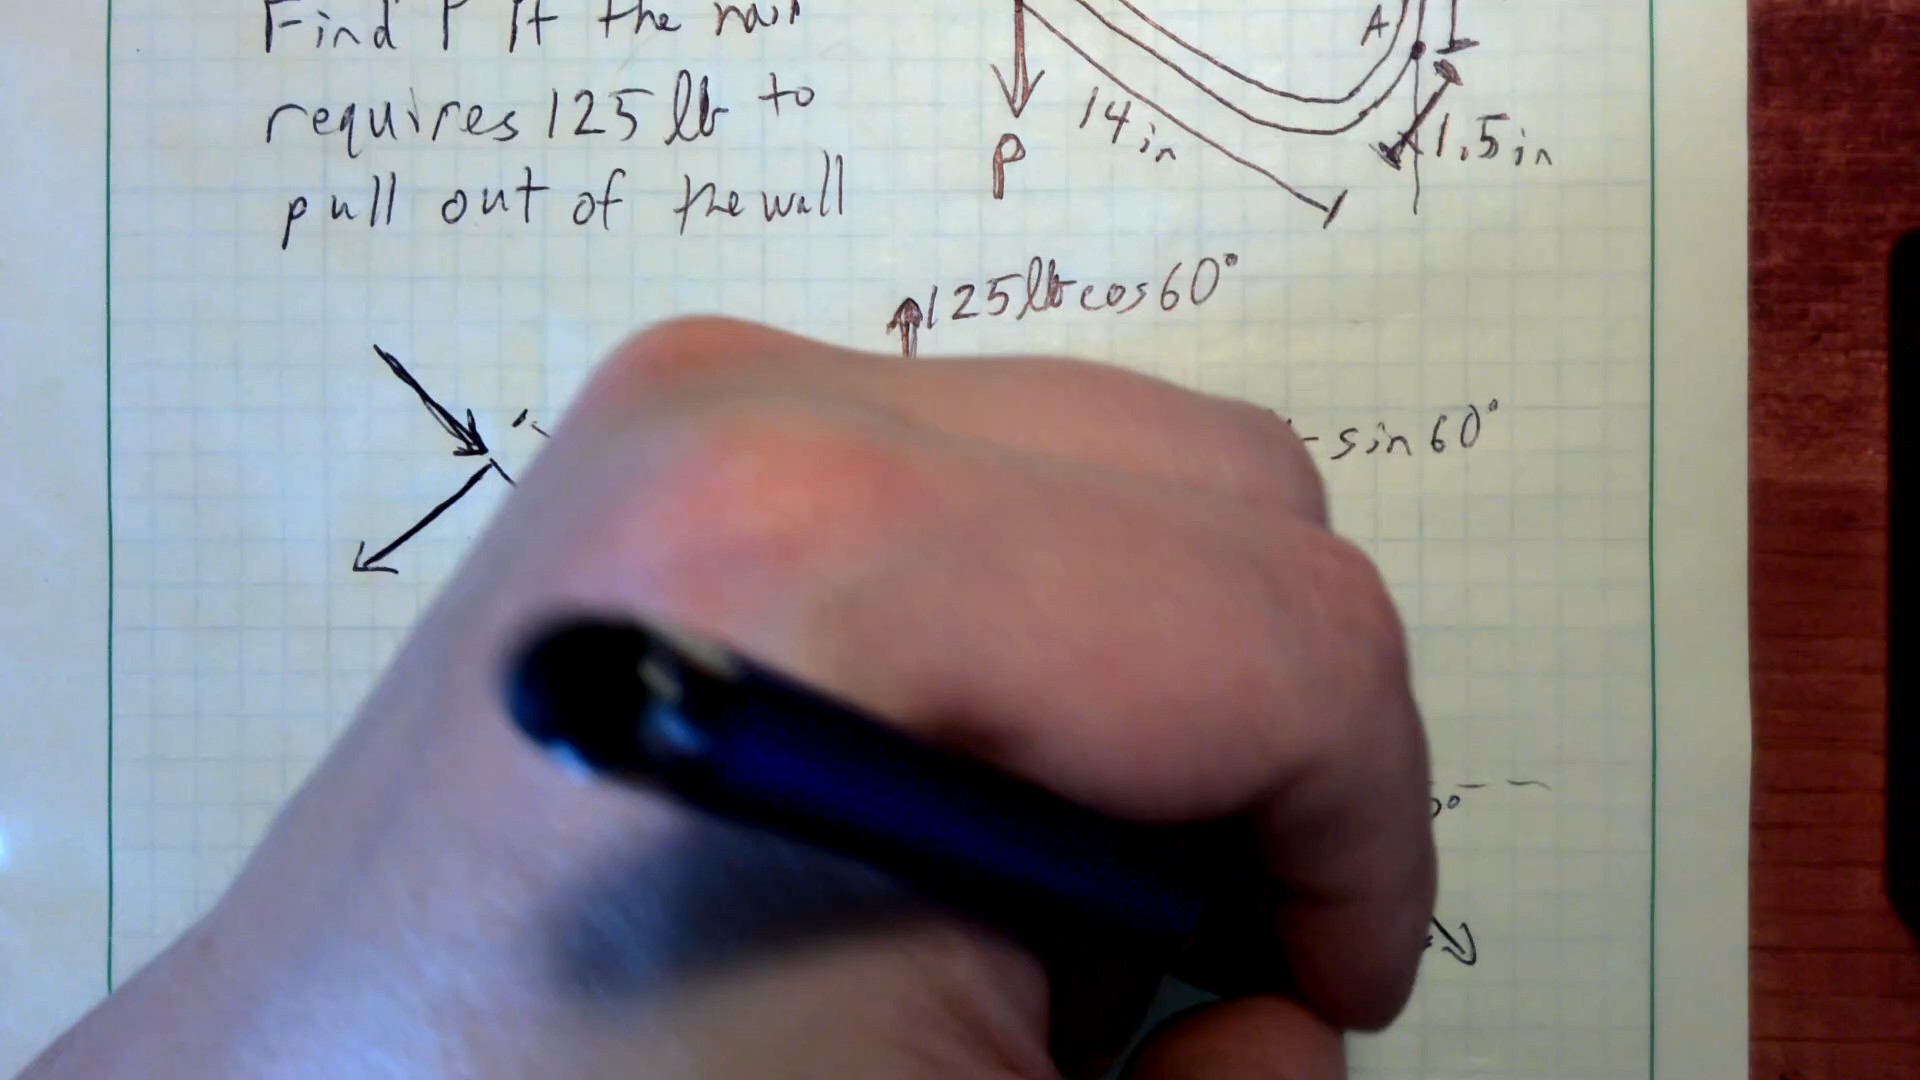 Find P if the nail
requires 125 lb to
pull out of the wall
A
P
14 in
1.5 in
125 lb cos 60°
sin 60°